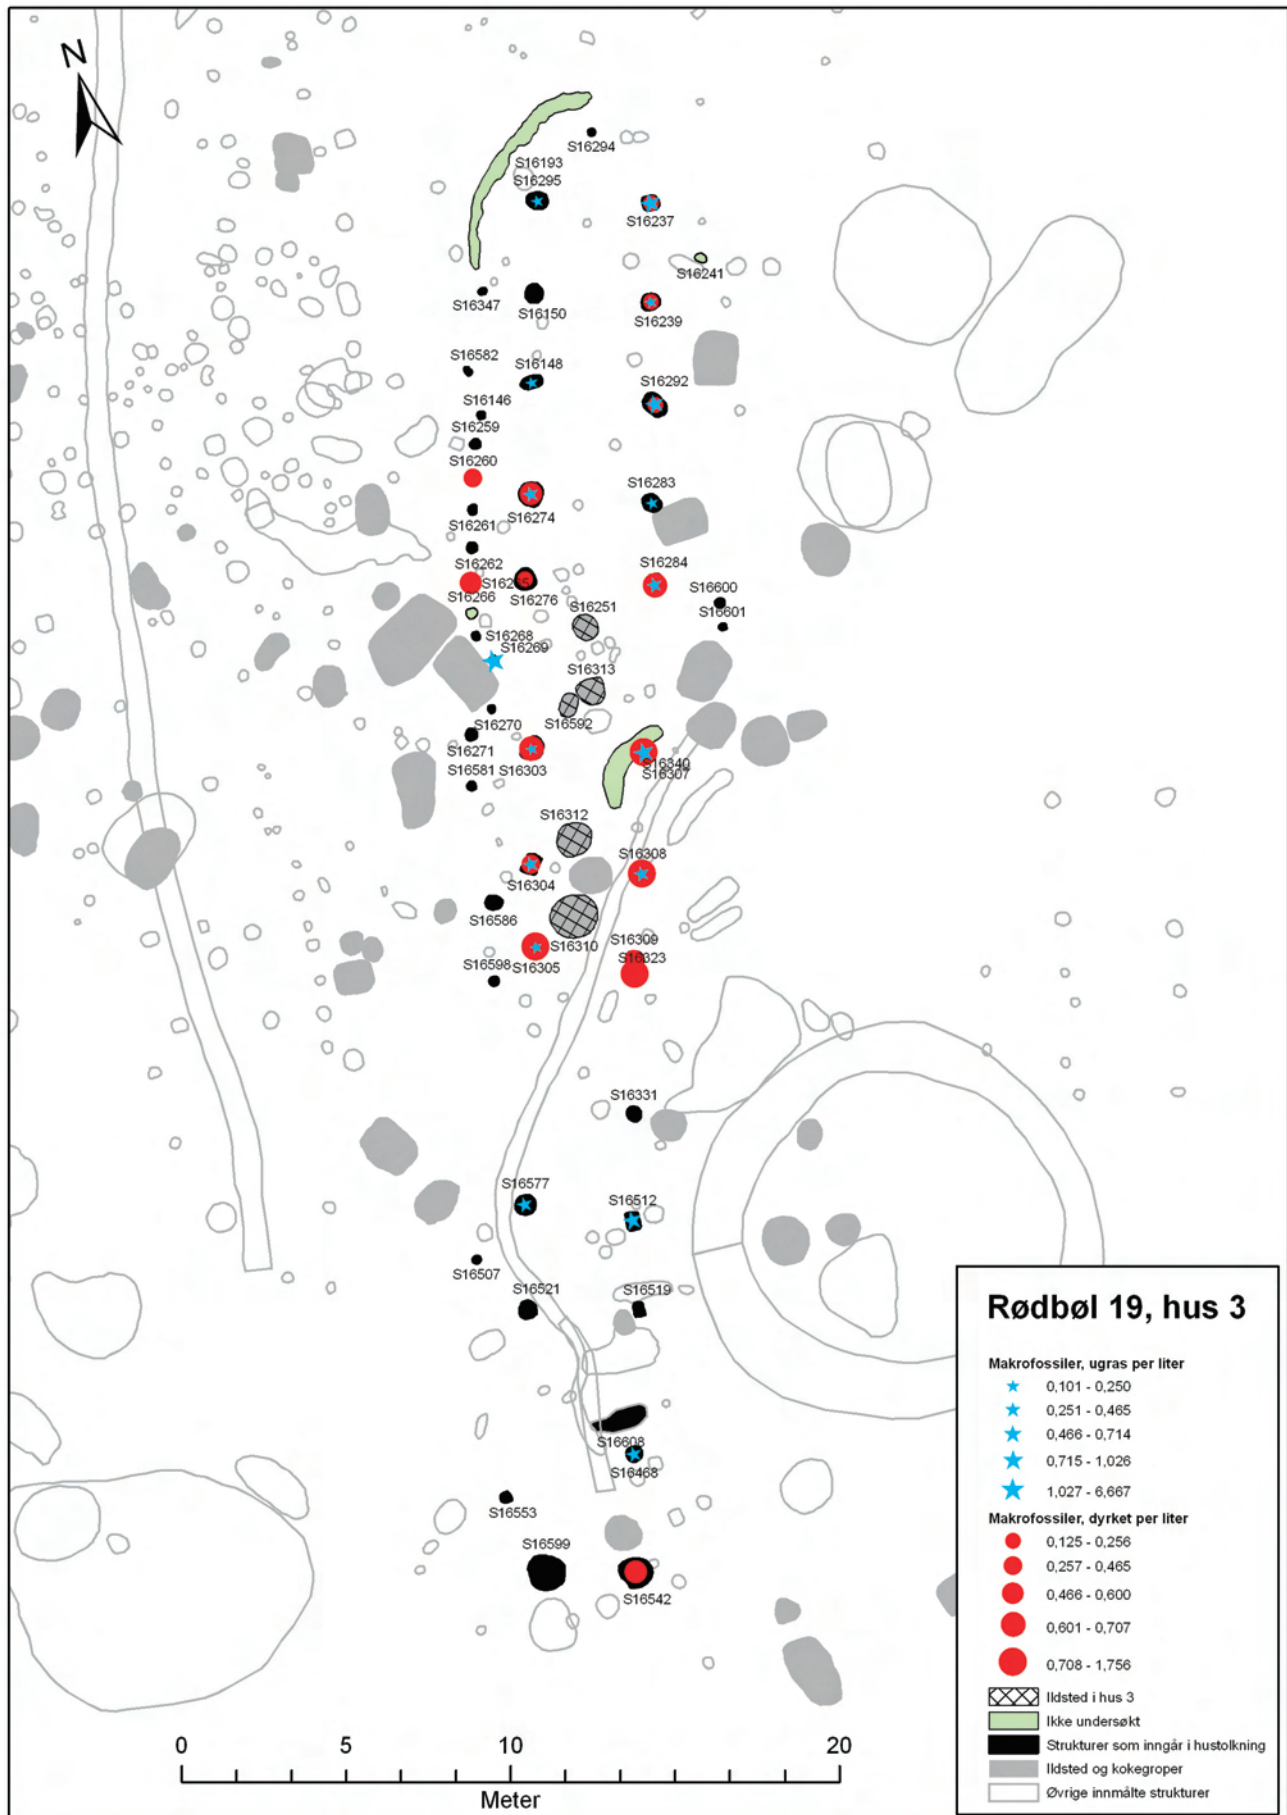 N
S16294
S16193
S16295
S16237
S16241
S16347
S16150
S16239
S16582
S16148
S16292
S16146
S16259
S16260
S16283
S16274
S16261
S16284
S16262
S16266
S16276
S16251
S16600
S16601
S16268
S16269
S16313
S16592
S16270
S16271
S16303
S16340
S16307
S16581
S16312
S16308
S16304
S16586
S16310
S16309
S16323
S16598
S16305
S16331
S16577
S16512
S16507
S16521
S16519
S16608
S16468
S16553
S16599
S16542
Rødbøl 19, hus 3
Makrofossiler, ugras per liter
0,101 - 0,250
0,251 - 0,465
0,466 - 0,714
0,715 - 1,026
1,027 - 6,667
Makrofossiler, dyrket per liter
0,125 - 0,256
0,257 - 0,465
0,466 - 0,600
0,601 - 0,707
0,708 - 1,756
Ildsted i hus 3
Ikke undersøkt
Strukturer som inngår i hustolkning
Ildsted og kokegroper
Øvrige innmålte strukturer
0 5 10 20
Meter